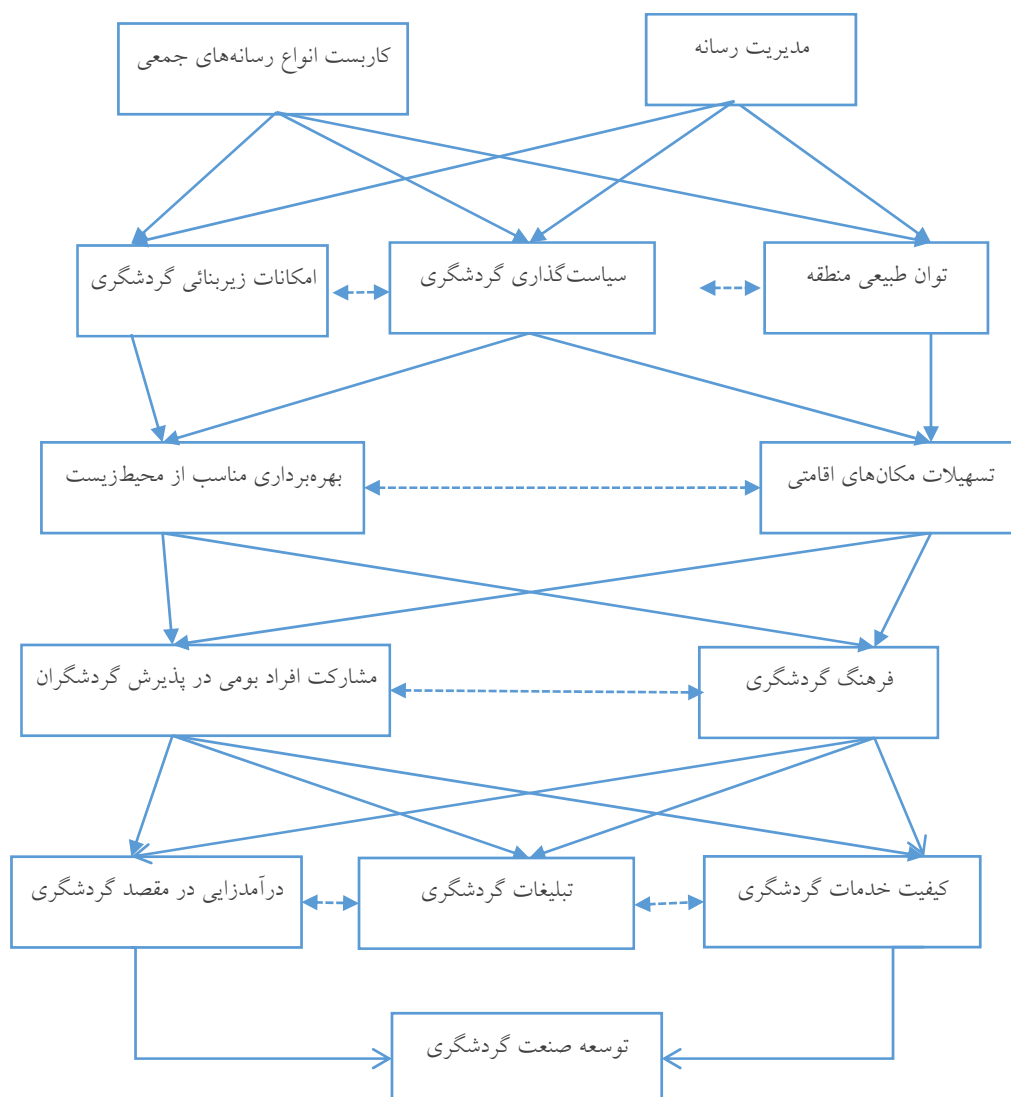 مدیریت رسانه
کاربست انواع رسانه‌های جمعی
توان طبیعی منطقه
سیاست‌گذاری گردشگری
امکانات زیربنائی گردشگری
تسهیلات مکان‌های اقامتی
بهره‌برداری مناسب از محیط‌زیست
فرهنگ گردشگری
مشارکت افراد بومی در پذیرش گردشگران
کیفیت خدمات گردشگری
تبلیغات گردشگری
درآمدزایی در مقصد گردشگری
توسعه صنعت گردشگری